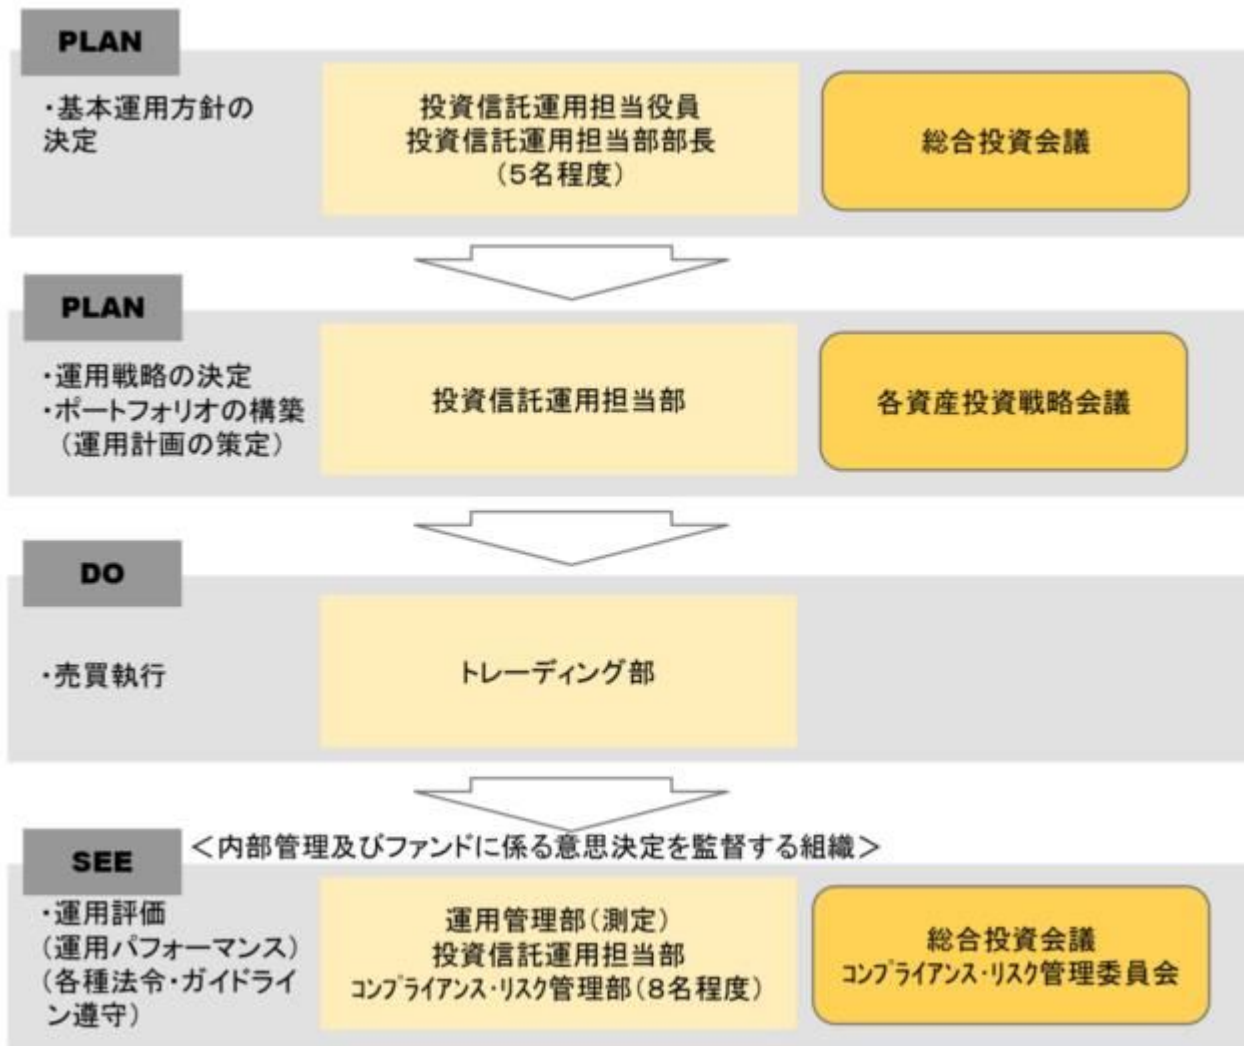 PLAN
・基本運用方針の
決定
投資信託運用担当役員
投資信託運用担当部部長
(5名程度)
総合投資会議
PLAN
・運用戦略の決定
・ポートフォリオの構築
(運用計画の策定)
投資信託運用担当部
各資産投資戦略会議
DO
・売買執行
トレーディング部
SEE
＜内部管理及びファンドに係る意思決定を監督する組織＞
・運用評価
(運用パフォーマンス)
(各種法令・ガイドライ
ン遵守)
運用管理部(測定)
投資信託運用担当部
ｺﾝﾌﾟﾗｲｱﾝｽ・ﾘｽｸ管理部(8名程度)
総合投資会議
ｺﾝﾌﾟﾗｲｱﾝｽ・ﾘｽｸ管理委員会